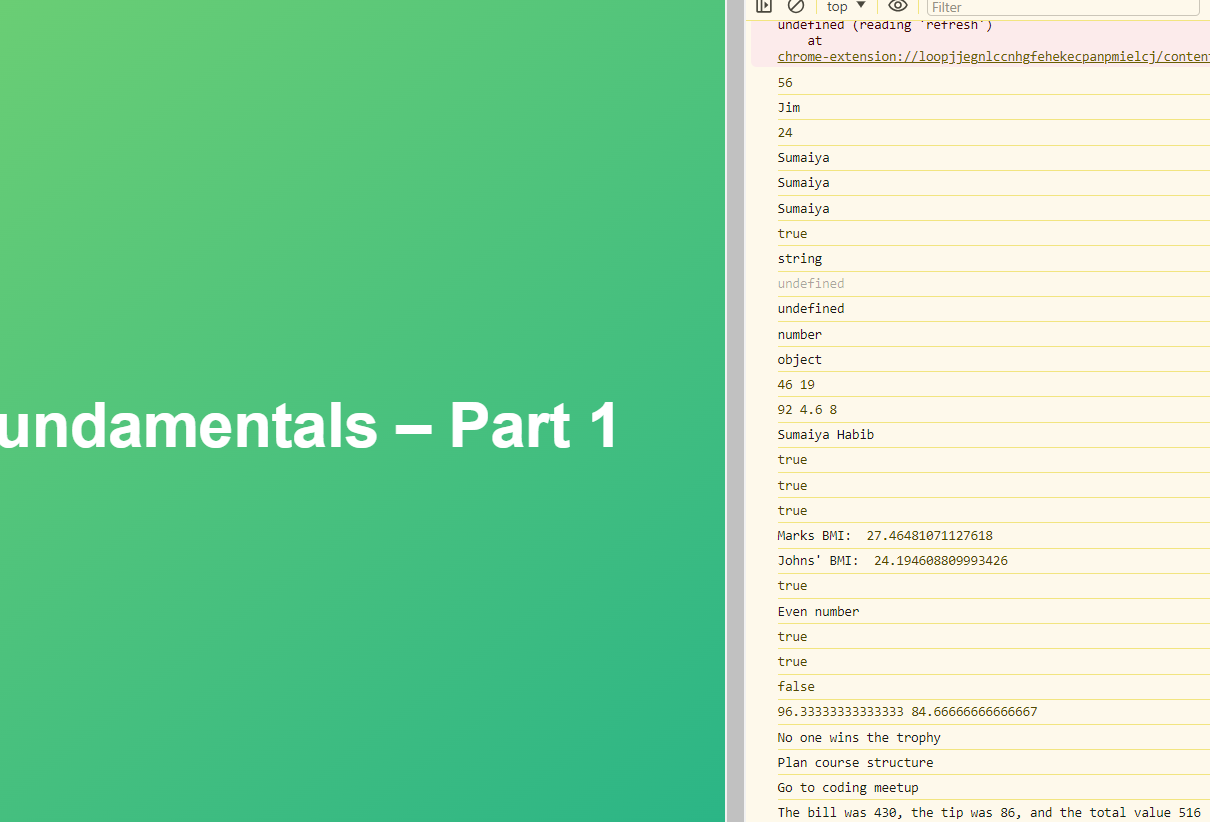 undamentals – Part 1
top
Filter
undefined (reading 'refresh')
at
chrome-extension://loopjjegnlccnhgfehekecpanpmielcj/content
56
Jim
24
Sumaiya
Sumaiya
Sumaiya
true
string
undefined
undefined
number
object
46 19
92 4.6 8
Sumaiya Habib
true
true
true
Marks BMI:  27.46481071127618
Johns' BMI:  24.194608809993426
true
Even number
true
true
false
96.33333333333333 84.66666666666667
No one wins the trophy
Plan course structure
Go to coding meetup
The bill was 430, the tip was 86, and the total value 516